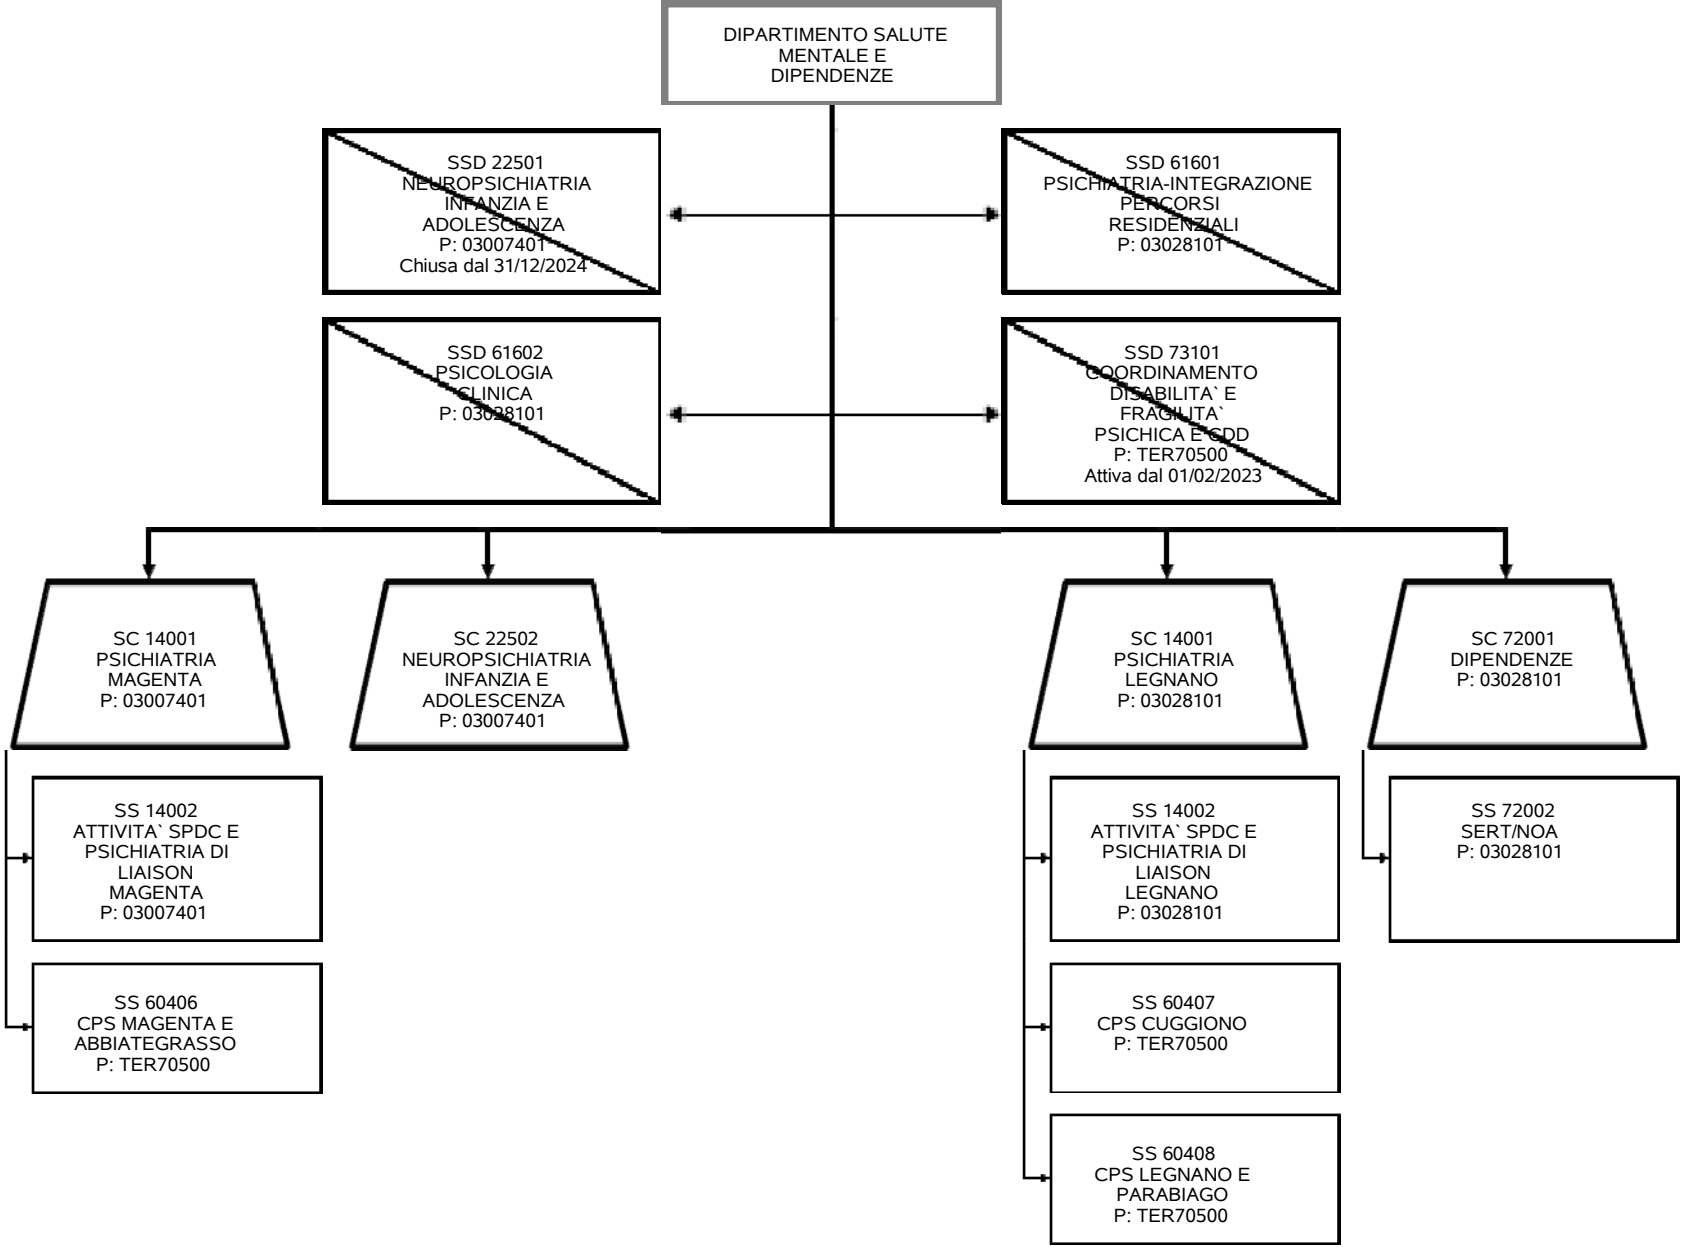 DIPARTIMENTO SALUTE
MENTALE E
DIPENDENZE
SSD 22501
NEUROPSICHIATRIA
INFANZIA E
ADOLESCENZA
P: 03007401
Chiusa dal 31/12/2024
SSD 61601
PSICHIATRIA-INTEGRAZIONE
PERCORSI
RESIDENZIALI
P: 03028101
SSD 61602
PSICOLOGIA
CLINICA
P: 03028101
SSD 73101
COORDINAMENTO
DISABILITA` E
FRAGILITA`
PSICHICA E CDD
P: TER70500
Attiva dal 01/02/2023
SC 14001
PSICHIATRIA
MAGENTA
P: 03007401
SC 22502
NEUROPSICHIATRIA
INFANZIA E
ADOLESCENZA
P: 03007401
SC 14001
PSICHIATRIA
LEGNANO
P: 03028101
SC 72001
DIPENDENZE
P: 03028101
SS 14002
ATTIVITA` SPDC E
PSICHIATRIA DI
LIAISON
MAGENTA
P: 03007401
SS 14002
ATTIVITA` SPDC E
PSICHIATRIA DI
LIAISON
LEGNANO
P: 03028101
SS 72002
SERT/NOA
P: 03028101
SS 60406
CPS MAGENTA E
ABBIATEGRASSO
P: TER70500
SS 60407
CPS CUGGIONO
P: TER70500
SS 60408
CPS LEGNANO E
PARABIAGO
P: TER70500